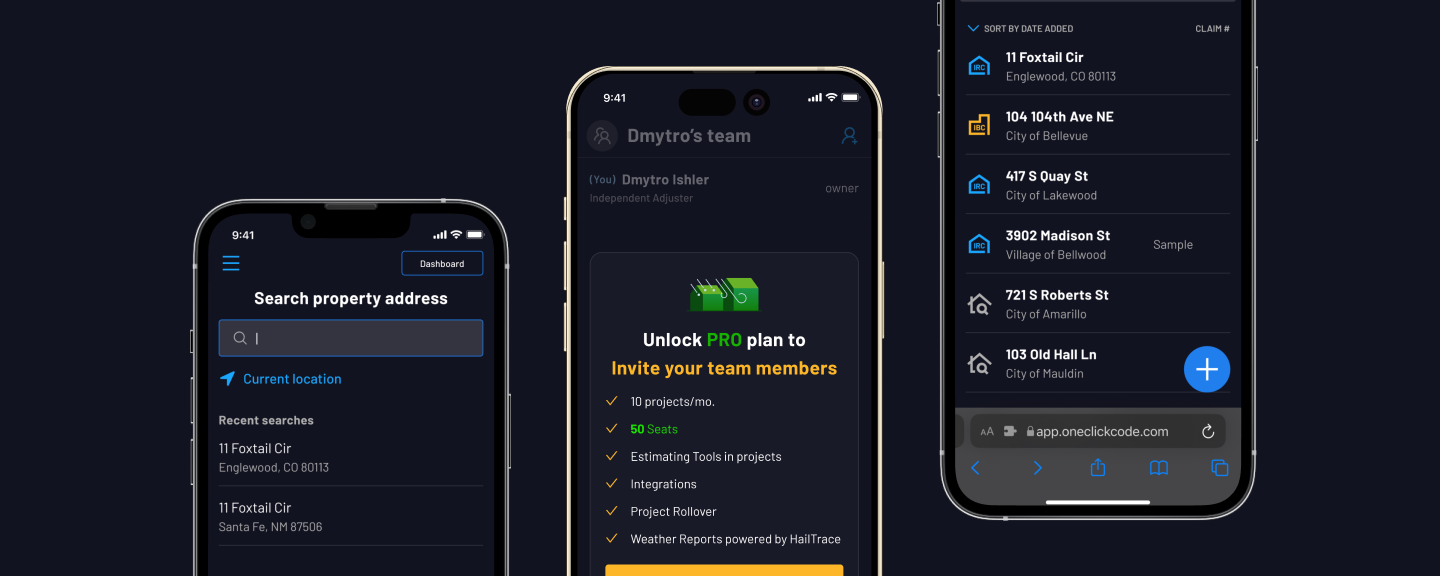 9:41
Dashboard
Search property address
Current location
Recent searches
11 Foxtail Cir
Englewood, CO 80113
11 Foxtail Cir
Santa Fe, NM 87506
9:41
Dmytro's team
(You) Dmytro Ishler
owner
Independent Adjuster
Unlock PRO plan to
Invite your team members
10 projects/mo.
50 Seats
Estimating Tools in projects
Integrations
Project Rollover
Weather Reports powered by HailTrace
SORT BY DATE ADDED
CLAIM #
IRC
11 Foxtail Cir
Englewood, CO 80113
IBC
104 104th Ave NE
City of Bellevue
IRC
417 S Quay St
City of Lakewood
IRC
3902 Madison St
Sample
Village of Bellwood
721 S Roberts St
City of Amarillo
103 Old Hall Ln
City of Mauldin
AA app.oneclickcode.com